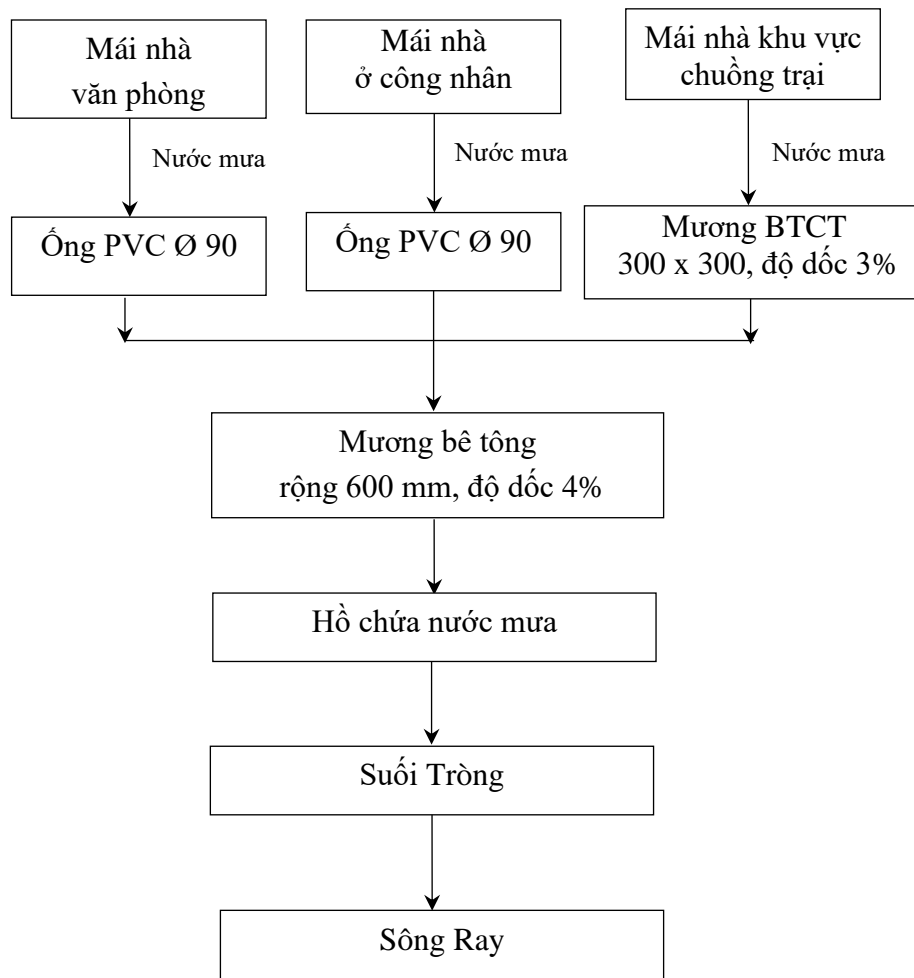 Mái nhà
văn phòng
Mái nhà
ở công nhân
Mái nhà khu vực
chuồng trại
Nước mưa
Nước mưa
Nước mưa
Ống PVC Ø 90
Ống PVC Ø 90
Mương BTCT
300 x 300, độ dốc 3%
Mương bê tông
rộng 600 mm, độ dốc 4%
Hồ chứa nước mưa
Suối Tròng
Sông Ray